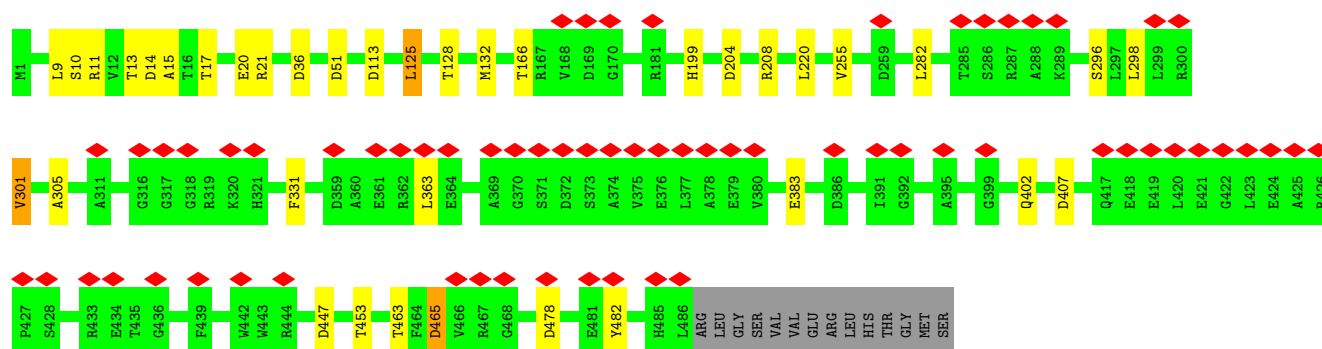 M1 L9 S10 R11 V12 T13 D14 A15 T16 T17 E20 R21 D36 D51 D113 L125 T128 M132 T166 R167 V168 D169 G170 R181 H199 D204 R208 L220 V255 D259 L282 T285 S286 R287 A288 K289 S296 L297 L298 L299 R300
V301 A305 A311 G316 G317 G318 R319 K320 H321 F331 D359 A360 E361 R362 L363 E364 A369 G370 S371 D372 S373 A374 V375 E376 L377 A378 E379 V380 E383 D386 I391 G392 A395 G399 Q402 D407 Q417 E418 E419 L420 E421 G422 L423 E424 A425 R426
P427 S428 R433 E434 T435 G436 F439 W442 W443 R444 D447 T453 T463 F464 D465 V466 R467 G468 D478 E481 Y482 H485 L486 ARG LEU GLY SER VAL VAL GLU ARG LEU HIS THR GLY MET SER